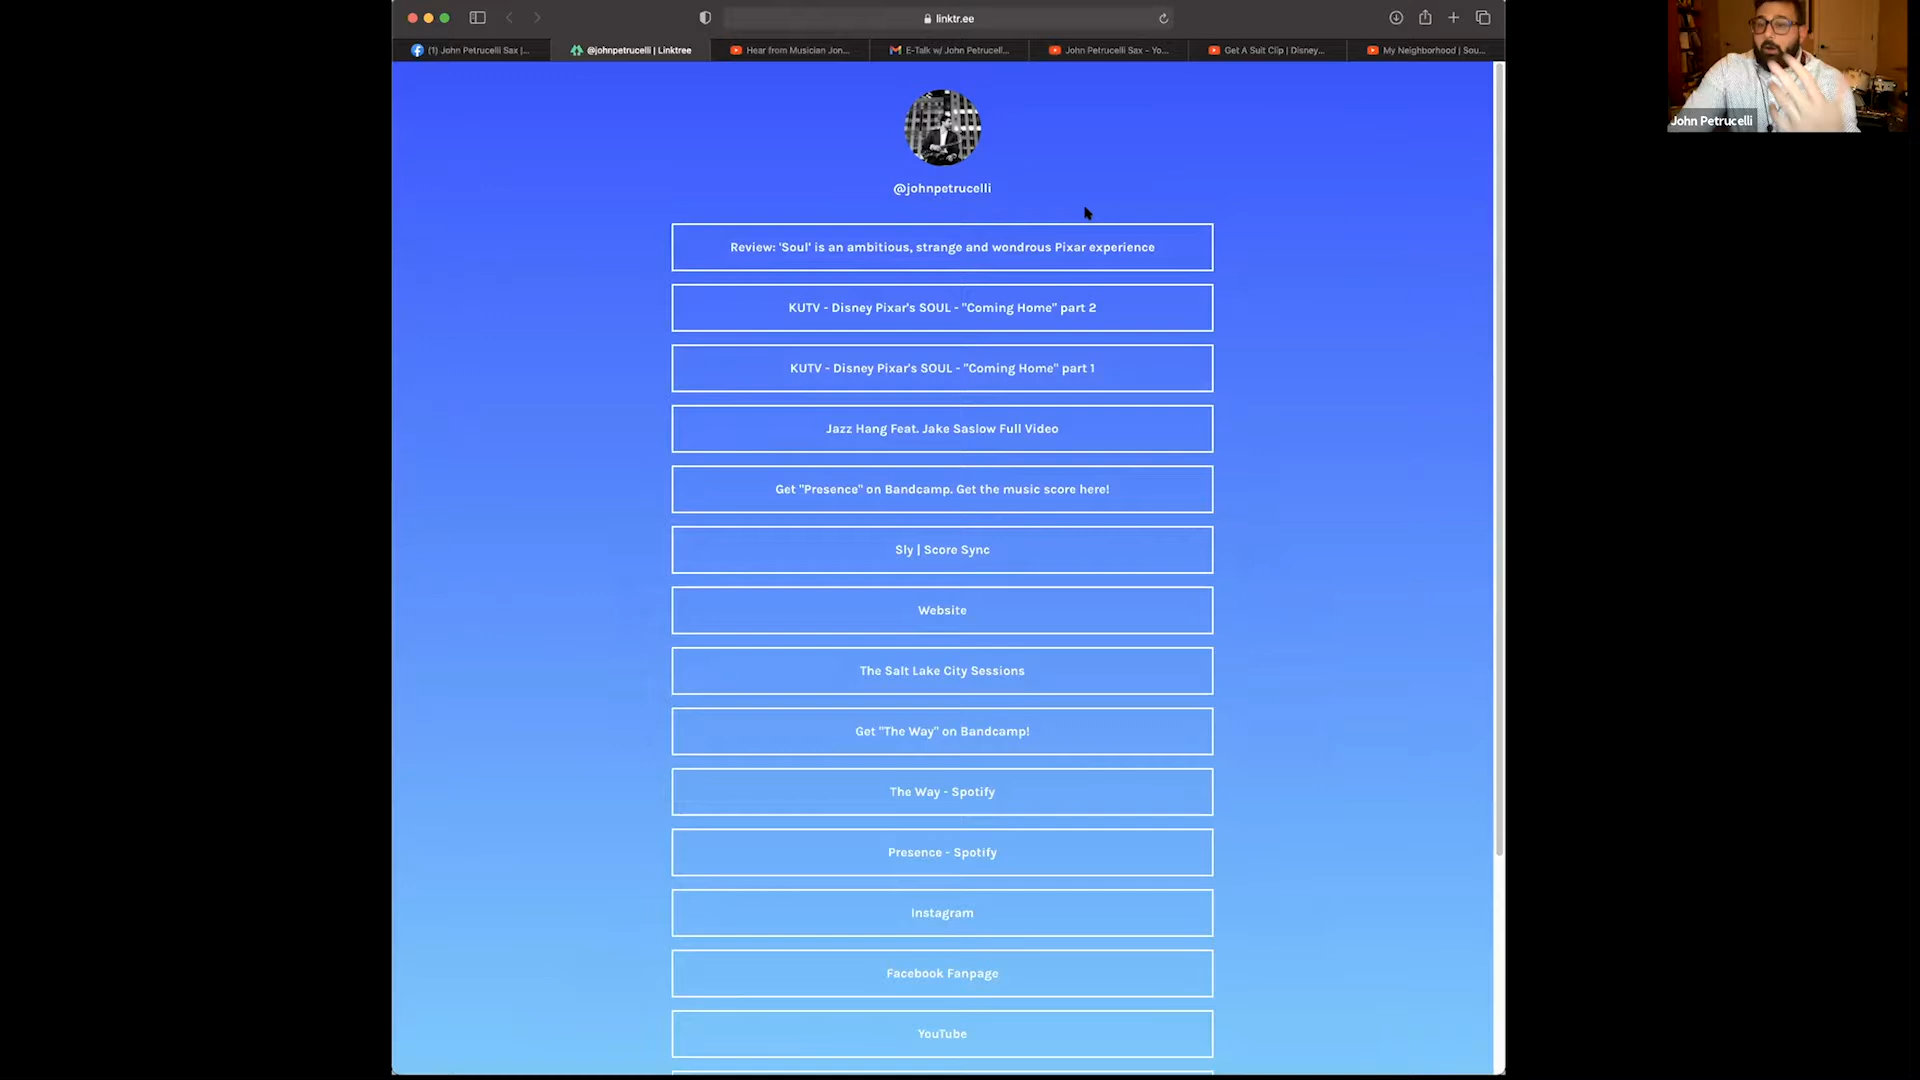 linktr.ee
(1) John Petrucelli Sax |...
@johnpetrucelli | Linktree
Hear from Musician Jon...
E-Talk w/ John Petrucell...
John Petrucelli Sax - Yo...
Get A Suit Clip | Disney...
My Neighborhood | Sou...
John Petrucelli
@johnpetrucelli
Review: 'Soul' is an ambitious, strange and wondrous Pixar experience
KUTV - Disney Pixar's SOUL - "Coming Home" part 2
KUTV - Disney Pixar's SOUL - "Coming Home" part 1
Jazz Hang Feat. Jake Saslow Full Video
Get "Presence" on Bandcamp. Get the music score here!
Sly | Score Sync
Website
The Salt Lake City Sessions
Get "The Way" on Bandcamp!
The Way - Spotify
Presence - Spotify
Instagram
Facebook Fanpage
YouTube